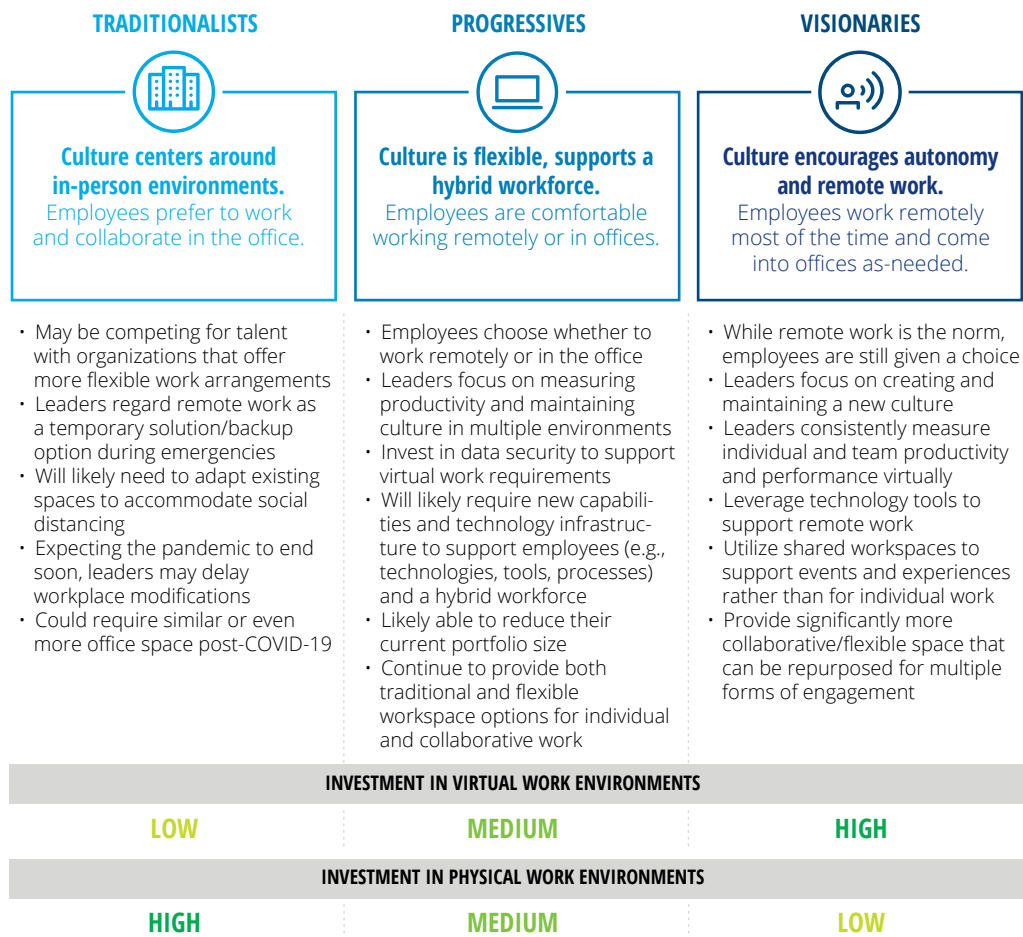 TRADITIONALISTS
Culture centers around
in-person environments.
Employees prefer to work
and collaborate in the office.
• May be competing for talent
with organizations that offer
more flexible work arrangements
• Leaders regard remote work as
a temporary solution/backup
option during emergencies
• Will likely need to adapt existing
spaces to accommodate social
distancing
• Expecting the pandemic to end
soon, leaders may delay
workplace modifications
• Could require similar or even
more office space post-COVID-19
PROGRESSIVES
Culture is flexible, supports a
hybrid workforce.
Employees are comfortable
working remotely or in offices.
• Employees choose whether to
work remotely or in the office
• Leaders focus on measuring
productivity and maintaining
culture in multiple environments
• Invest in data security to support
virtual work requirements
• Will likely require new capabili-
ties and technology infrastruc-
ture to support employees (e.g.,
technologies, tools, processes)
and a hybrid workforce
• Likely able to reduce their
current portfolio size
• Continue to provide both
traditional and flexible
workspace options for individual
and collaborative work
VISIONARIES
Culture encourages autonomy
and remote work.
Employees work remotely
most of the time and come
into offices as-needed.
• While remote work is the norm,
employees are still given a choice
• Leaders focus on creating and
maintaining a new culture
• Leaders consistently measure
individual and team productivity
and performance virtually
• Leverage technology tools to
support remote work
• Utilize shared workspaces to
support events and experiences
rather than for individual work
• Provide significantly more
collaborative/flexible space that
can be repurposed for multiple
forms of engagement
INVESTMENT IN VIRTUAL WORK ENVIRONMENTS
LOW MEDIUM HIGH
INVESTMENT IN PHYSICAL WORK ENVIRONMENTS
HIGH MEDIUM LOW